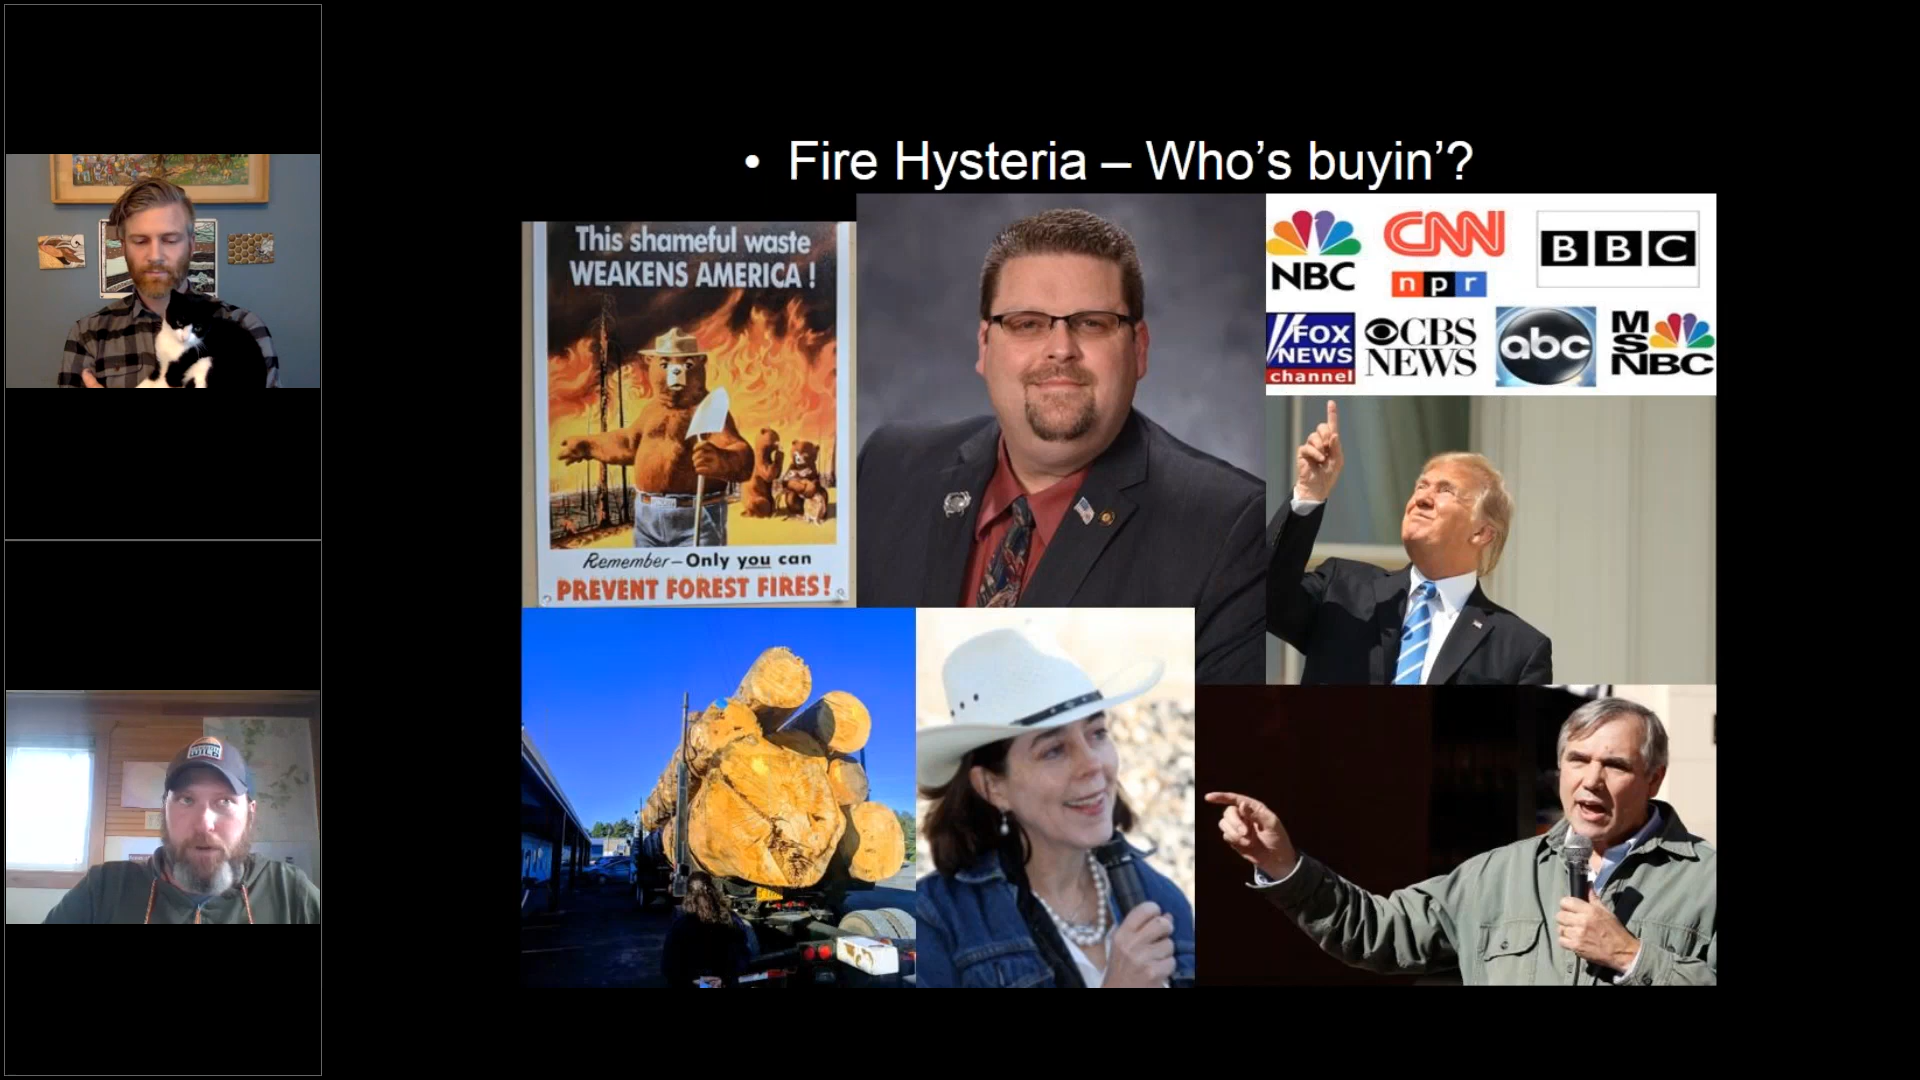 • Fire Hysteria – Who's buyin'?
This shameful waste
WEAKENS AMERICA !
Remember—Only you can
PREVENT FOREST FIRES!
NBC
CNN
npr
BBC
FOX
NEWS
channel
CBS
NEWS
abc
MSNBC